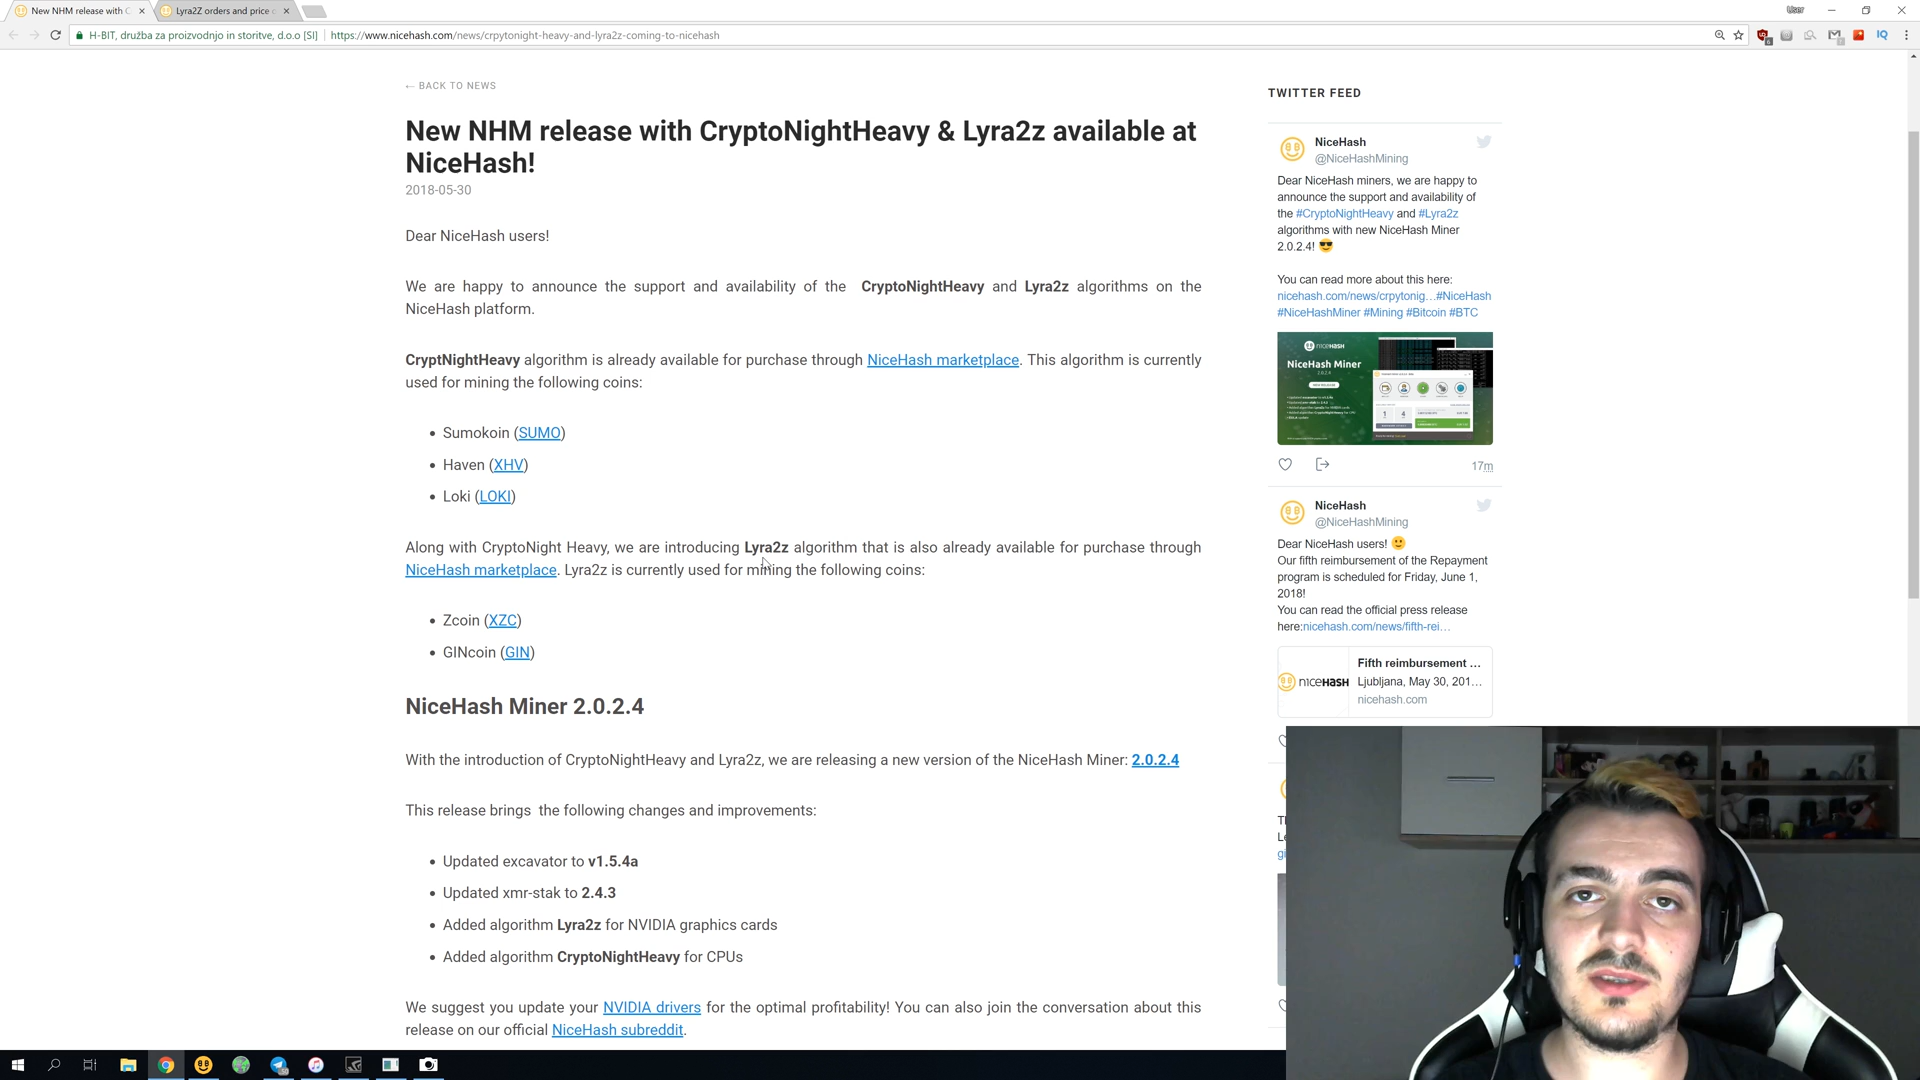 New NHM release with C
Lyra2Z orders and price o
User
H-BIT, družba za proizvodnjo in storitve, d.o.o [SI]
https://www.nicehash.com/news/crpytonight-heavy-and-lyra2z-coming-to-nicehash
IQ
← BACK TO NEWS
New NHM release with CryptoNightHeavy & Lyra2z available at
NiceHash!
2018-05-30
Dear NiceHash users!
We are happy to announce the support and availability of the CryptoNightHeavy and Lyra2z algorithms on the
NiceHash platform.
CryptNightHeavy algorithm is already available for purchase through NiceHash marketplace. This algorithm is currently
used for mining the following coins:
• Sumokoin (SUMO)
• Haven (XHV)
• Loki (LOKI)
Along with CryptoNight Heavy, we are introducing Lyra2z algorithm that is also already available for purchase through
NiceHash marketplace. Lyra2z is currently used for mining the following coins:
• Zcoin (XZC)
• GINcoin (GIN)
NiceHash Miner 2.0.2.4
With the introduction of CryptoNightHeavy and Lyra2z, we are releasing a new version of the NiceHash Miner: 2.0.2.4
This release brings the following changes and improvements:
• Updated excavator to v1.5.4a
• Updated xmr-stak to 2.4.3
• Added algorithm Lyra2z for NVIDIA graphics cards
• Added algorithm CryptoNightHeavy for CPUs
We suggest you update your NVIDIA drivers for the optimal profitability! You can also join the conversation about this
release on our official NiceHash subreddit.
TWITTER FEED
NiceHash
@NiceHashMining
Dear NiceHash miners, we are happy to
announce the support and availability of
the #CryptoNightHeavy and #Lyra2z
algorithms with new NiceHash Miner
2.0.2.4!
You can read more about this here:
nicehash.com/news/crpytonig…#NiceHash
#NiceHashMiner #Mining #Bitcoin #BTC
NICEHASH
NiceHash Miner
2.0.2.4
17m
NiceHash
@NiceHashMining
Dear NiceHash users!
Our fifth reimbursement of the Repayment
program is scheduled for Friday, June 1,
2018!
You can read the official press release
here:nicehash.com/news/fifth-rei…
NICEHASH
Fifth reimbursement …
Ljubljana, May 30, 201…
nicehash.com